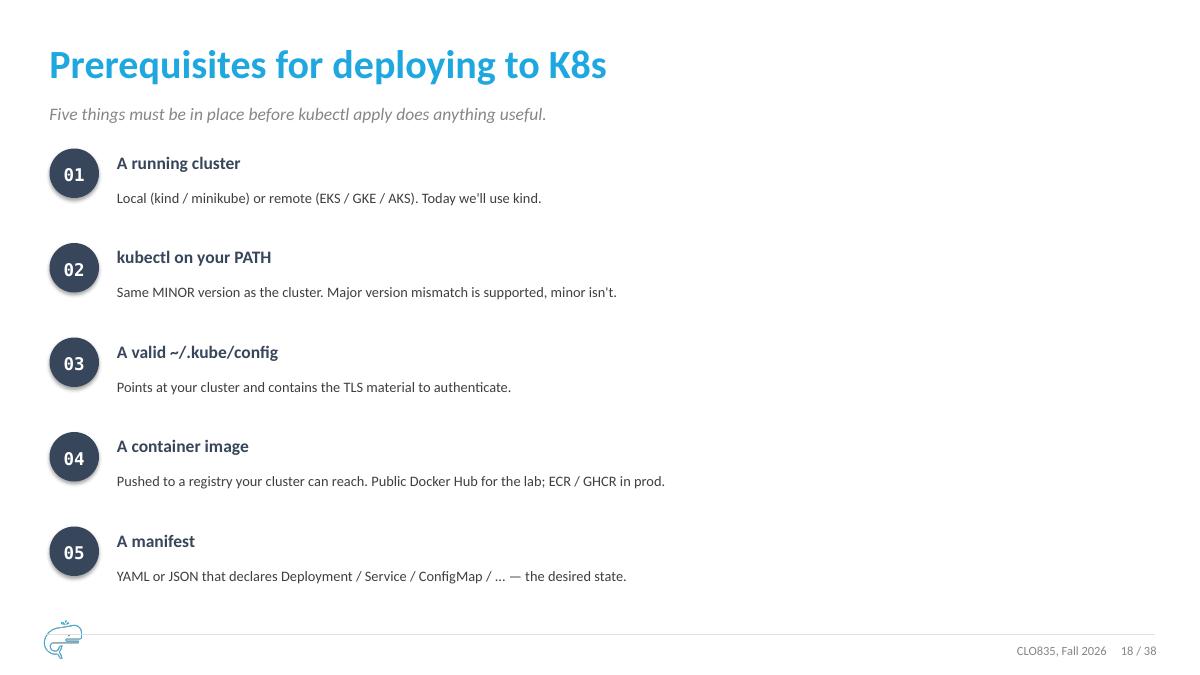 Prerequisites for deploying to K8s
Five things must be in place before kubectl apply does anything useful.
01
A running cluster
Local (kind / minikube) or remote (EKS / GKE / AKS). Today we'll use kind.
02
kubectl on your PATH
Same MINOR version as the cluster. Major version mismatch is supported, minor isn't.
03
A valid ~/.kube/config
Points at your cluster and contains the TLS material to authenticate.
04
A container image
Pushed to a registry your cluster can reach. Public Docker Hub for the lab; ECR / GHCR in prod.
05
A manifest
YAML or JSON that declares Deployment / Service / ConfigMap / ... — the desired state.
CLO835, Fall 2026 18 / 38